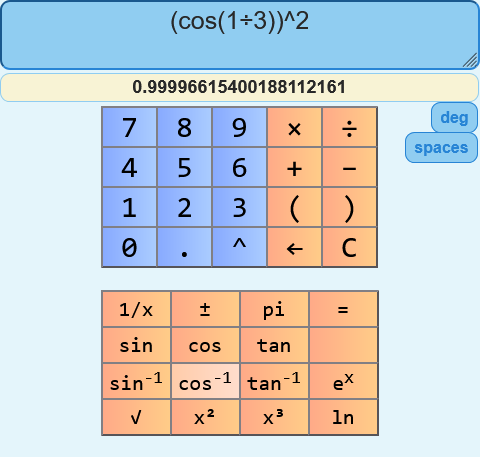 (cos(1÷3))^2
0.99996615400188112161
deg
spaces
7 8 9 × ÷
4 5 6 + −
1 2 3 ( )
0 . ^ ← C
1/x ± pi =
sin cos tan
sin⁻¹ cos⁻¹ tan⁻¹ eˣ
√ x² x³ ln